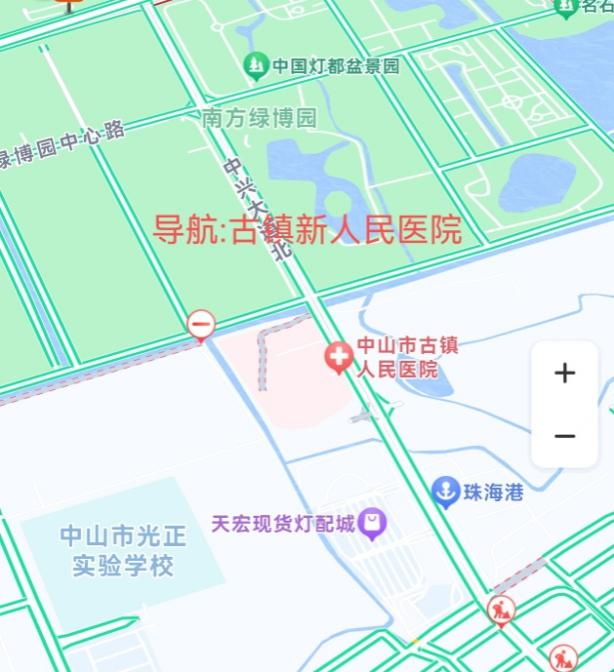 名石
中国灯都盆景园
南方绿博园
绿博园中心路
中兴大道北
导航:古镇新人民医院
中山市古镇
人民医院
珠海港
天宏现货灯配城
中山市光正
实验学校